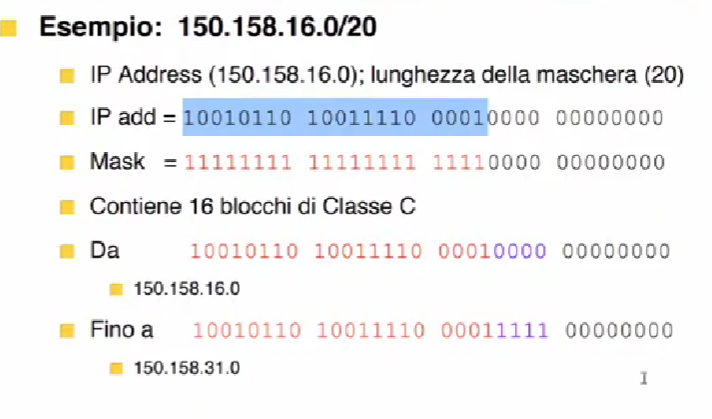 Esempio: 150.158.16.0/20
IP Address (150.158.16.0); lunghezza della maschera (20)
IP add = 10010110 10011110 00010000 00000000
Mask = 11111111 11111111 11110000 00000000
Contiene 16 blocchi di Classe C
Da 10010110 10011110 00010000 00000000
150.158.16.0
Fino a 10010110 10011110 00011111 00000000
150.158.31.0